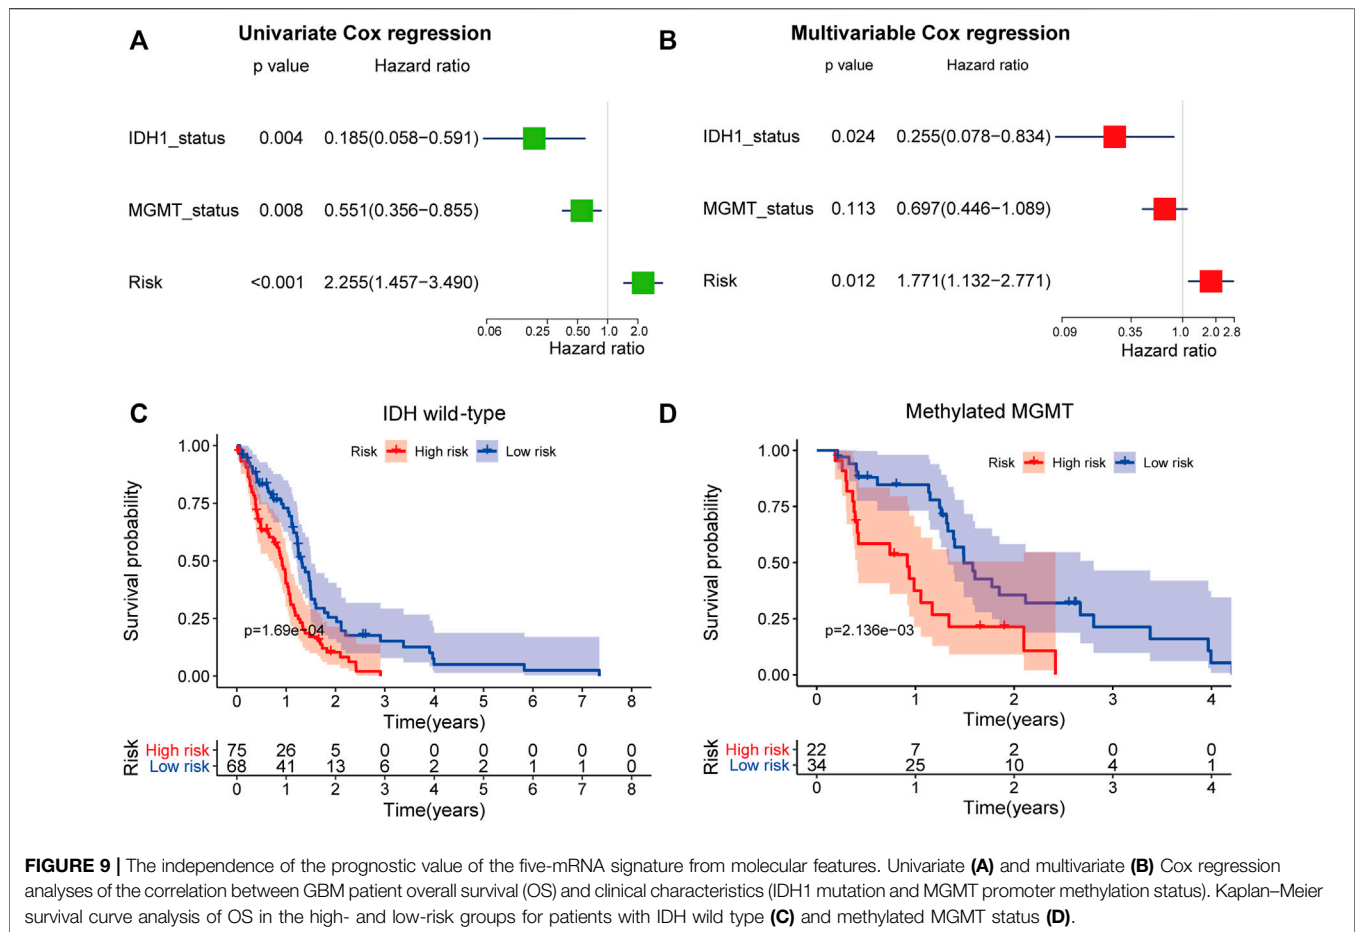 A Univariate Cox regression
p value Hazard ratio
IDH1_status 0.004 0.185(0.058−0.591)
MGMT_status 0.008 0.551(0.356−0.855)
Risk <0.001 2.255(1.457−3.490)
0.06 0.25 0.50 1.0 2.0
Hazard ratio
B Multivariable Cox regression
p value Hazard ratio
IDH1_status 0.024 0.255(0.078−0.834)
MGMT_status 0.113 0.697(0.446−1.089)
Risk 0.012 1.771(1.132−2.771)
0.09 0.35 1.0 2.0 2.8
Hazard ratio
C IDH wild-type
Risk High risk Low risk
1.00
0.75
0.50
0.25
0.00
Survival probability
p=1.69e−04
0 1 2 3 4 5 6 7 8
Time(years)
Risk
High risk 75 26 5 0 0 0 0 0 0
Low risk 68 41 13 6 2 2 1 1 0
0 1 2 3 4 5 6 7 8
Time(years)
D Methylated MGMT
Risk High risk Low risk
1.00
0.75
0.50
0.25
0.00
Survival probability
p=2.136e−03
0 1 2 3 4
Time(years)
Risk
High risk 22 7 2 0 0
Low risk 34 25 10 4 1
0 1 2 3 4
Time(years)
FIGURE 9 | The independence of the prognostic value of the five-mRNA signature from molecular features. Univariate (A) and multivariate (B) Cox regression
analyses of the correlation between GBM patient overall survival (OS) and clinical characteristics (IDH1 mutation and MGMT promoter methylation status). Kaplan–Meier
survival curve analysis of OS in the high- and low-risk groups for patients with IDH wild type (C) and methylated MGMT status (D).